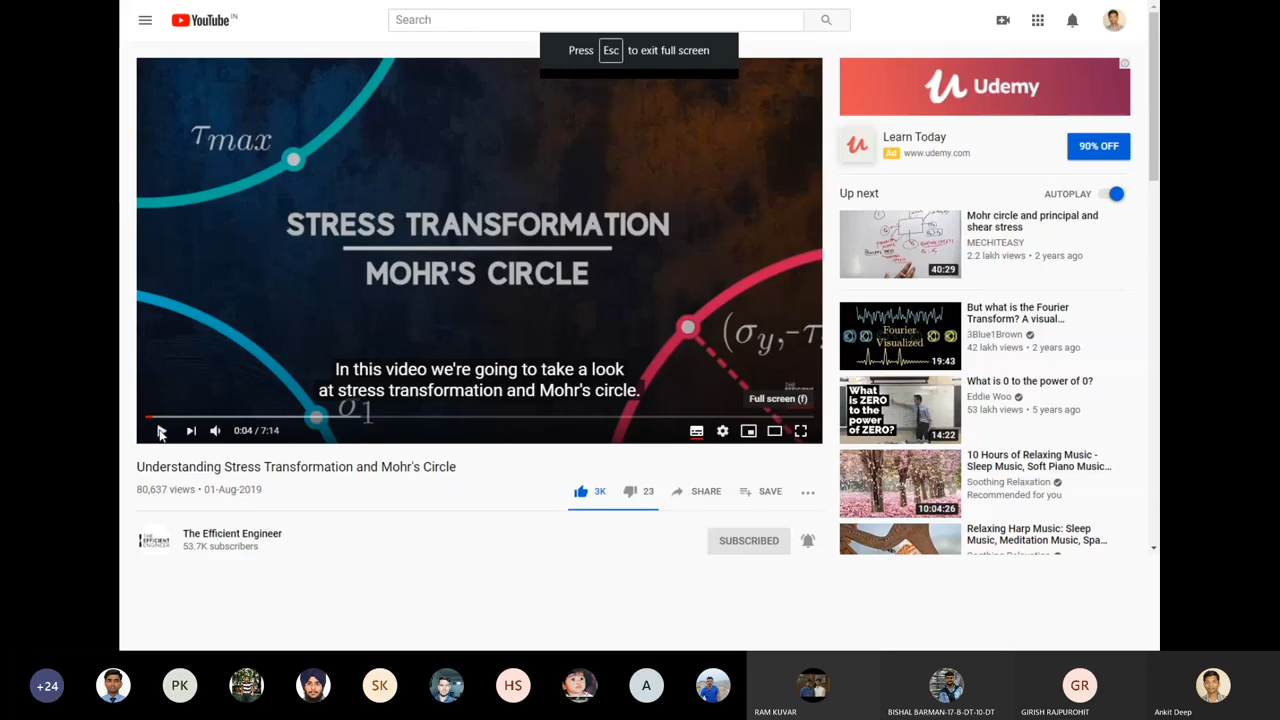 YouTube IN
Search
Press Esc to exit full screen
τmax
STRESS TRANSFORMATION
MOHR'S CIRCLE
(σy,-τ
In this video we're going to take a look
at stress transformation and Mohr's circle.
σ1
Full screen (f)
0:04 / 7:14
Understanding Stress Transformation and Mohr's Circle
80,637 views • 01-Aug-2019
3K
23
SHARE
SAVE
THE
EFFICIENT
ENGINEER
The Efficient Engineer
53.7K subscribers
SUBSCRIBED
Udemy
Learn Today
Ad www.udemy.com
90% OFF
Up next
AUTOPLAY
40:29
Mohr circle and principal and
shear stress
MECHITEASY
2.2 lakh views • 2 years ago
Fourier
Visualized
19:43
But what is the Fourier
Transform? A visual...
3Blue1Brown
42 lakh views • 2 years ago
What
is ZERO
to the
power of
ZERO?
14:22
What is 0 to the power of 0?
Eddie Woo
53 lakh views • 5 years ago
10:04:26
10 Hours of Relaxing Music -
Sleep Music, Soft Piano Music...
Soothing Relaxation
Recommended for you
Relaxing Harp Music: Sleep
Music, Meditation Music, Spa...
+24
PK
SK
HS
A
RAM KUVAR
BISHAL BARMAN-17-B-DT-10-DT
GR
GIRISH RAJPUROHIT
Ankit Deep